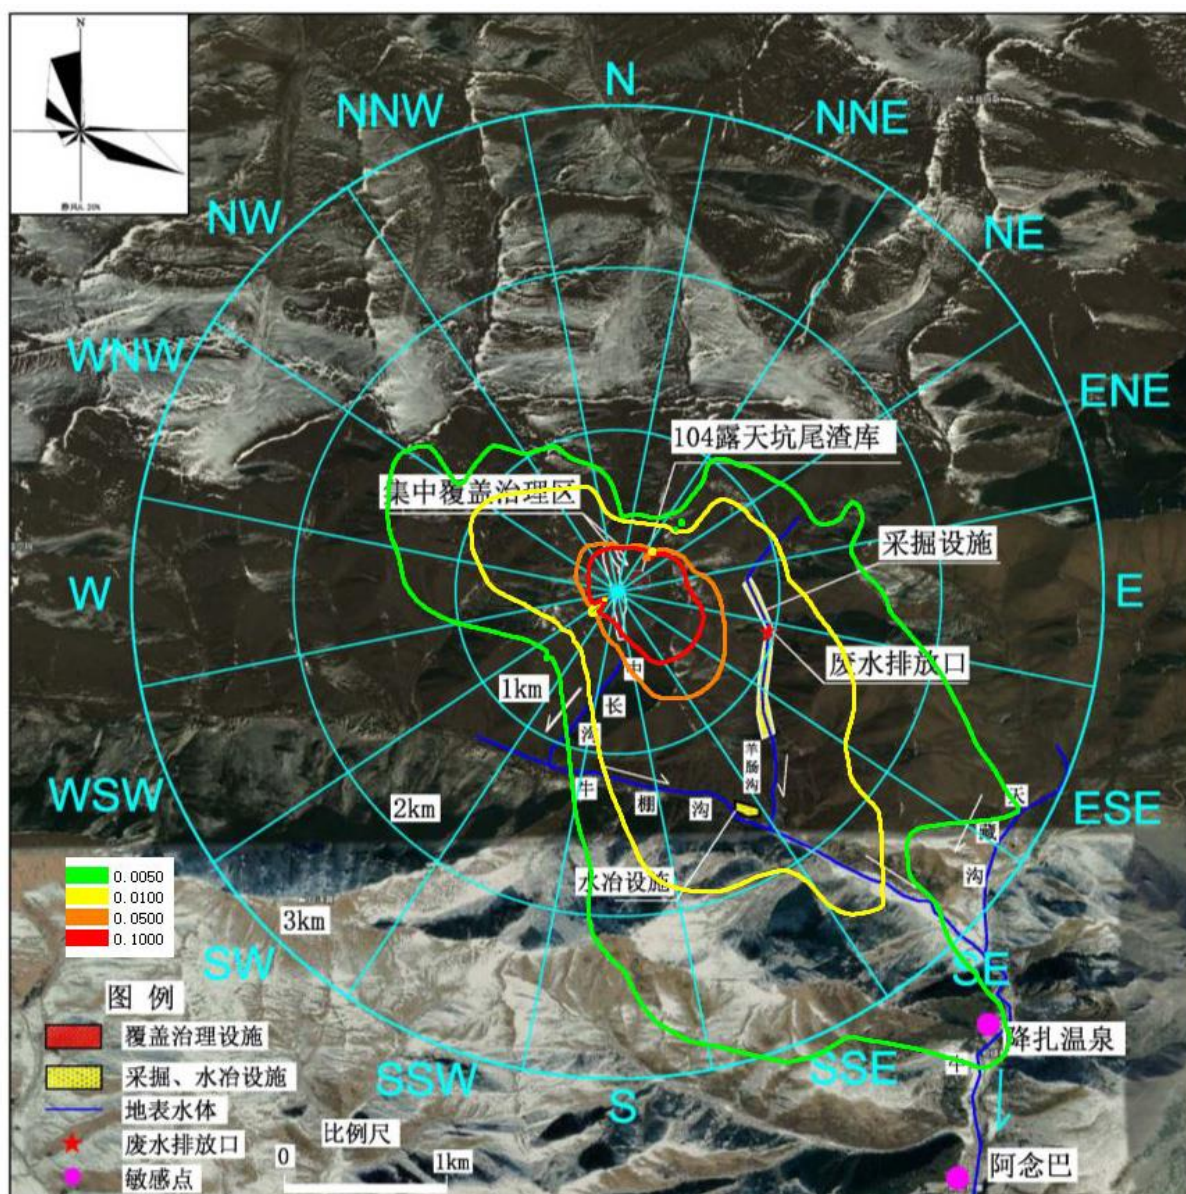 N
静风6.20%
N
NNW
NNE
NW
NE
WNW
ENE
104露天坑尾渣库
集中覆盖治理区
采掘设施
W
E
废水排放口
中
长
沟
1km
羊肠沟
牛
棚
沟
WSW
2km
ESE
天
藏
沟
水冶设施
0.0050
0.0100
0.0500
0.1000
3km
SW
SE
图 例
覆盖治理设施
采掘、水冶设施
地表水体
废水排放口
敏感点
SSW
S
SSE
降扎温泉
牛
比例尺
0
1km
阿念巴